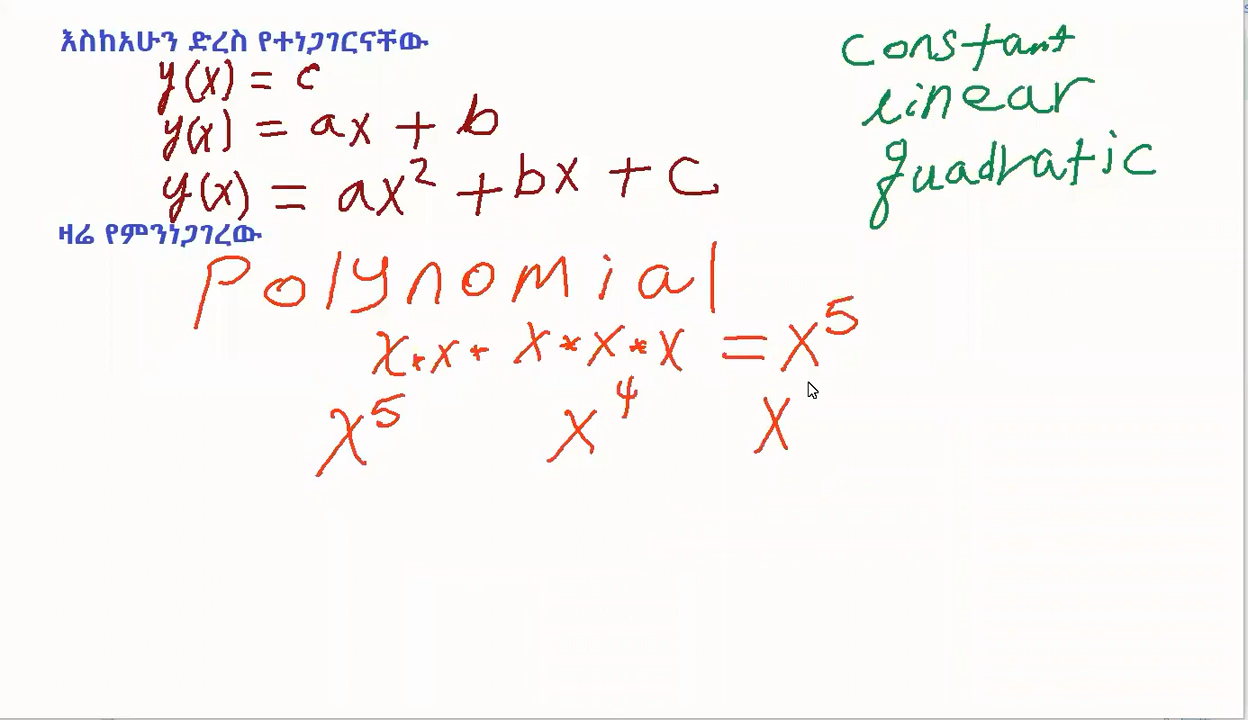 እስከአሁን ድረስ የተነጋገርናቸው
constant
y(x) = c
linear
y(x) = ax + b
quadratic
y(x) = ax² + bx + c
ዛሬ የምንነጋገረው
Polynomial
x * x * x * x * x = x⁵
x⁵ x⁴ x